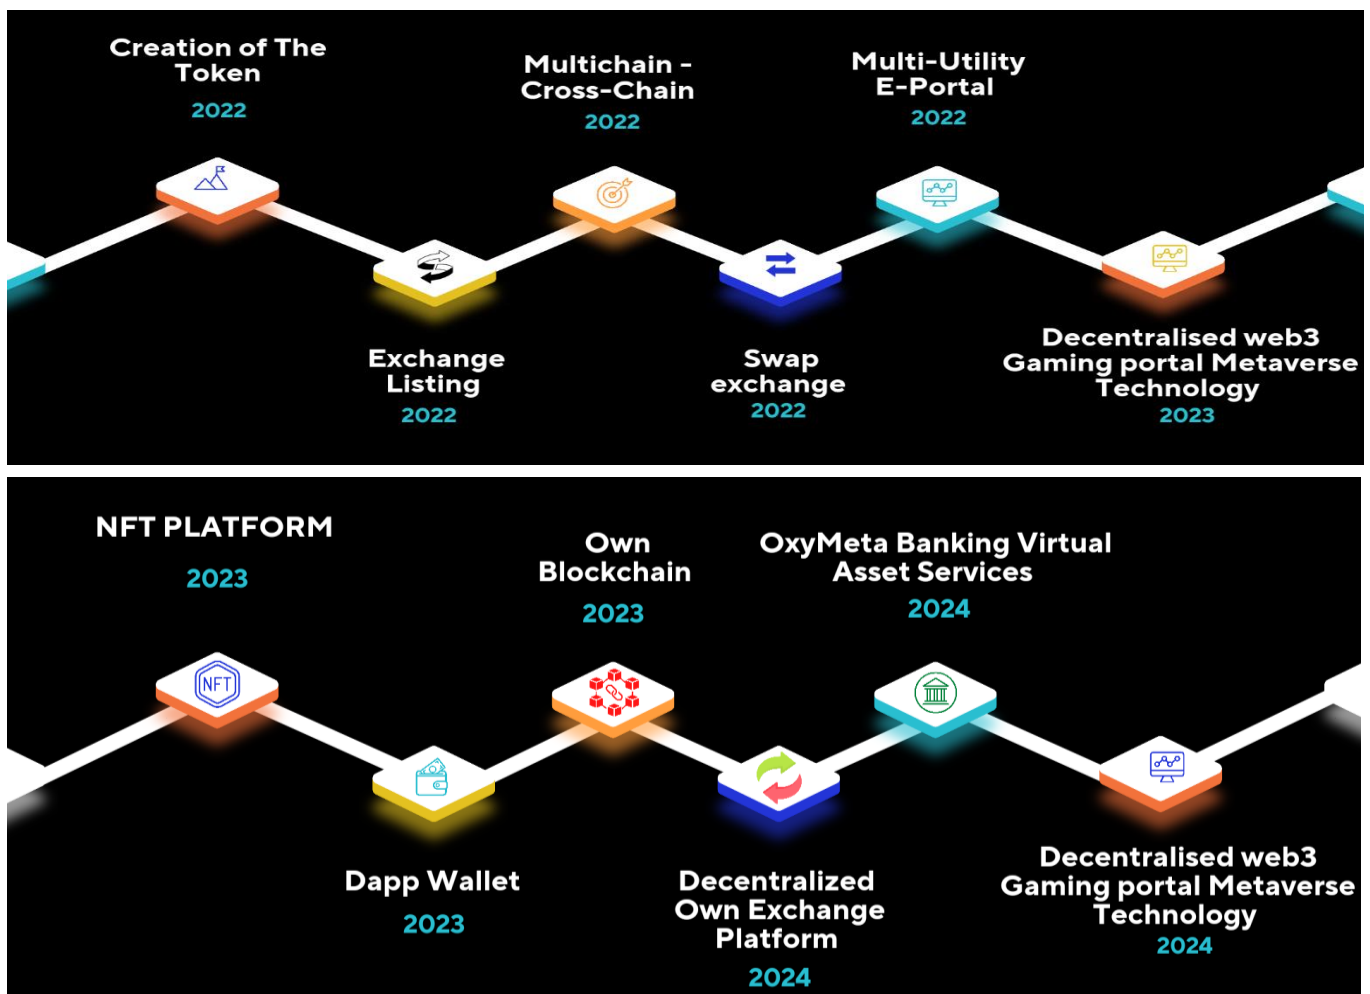 Creation of The
Token
2022
Multichain -
Cross-Chain
2022
Multi-Utility
E-Portal
2022
Exchange
Listing
2022
Swap
exchange
2022
Decentralised web3
Gaming portal Metaverse
Technology
2023
NFT PLATFORM
2023
Own
Blockchain
2023
OxyMeta Banking Virtual
Asset Services
2024
NFT
Dapp Wallet
2023
Decentralized
Own Exchange
Platform
2024
Decentralised web3
Gaming portal Metaverse
Technology
2024